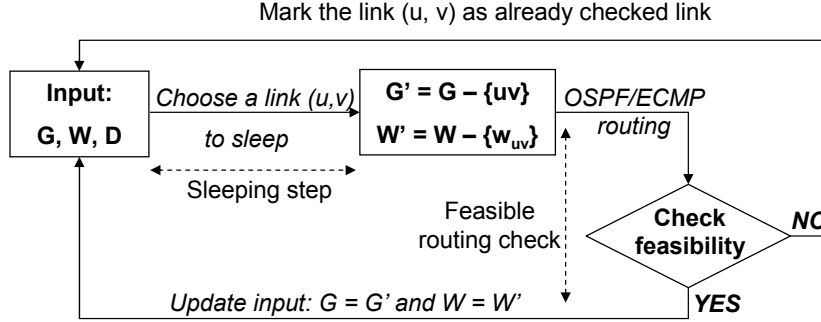 Mark the link (u, v) as already checked link
Input:
G, W, D
Choose a link (u,v)
to sleep
Sleeping step
G’ = G – {uv}
W’ = W – {w_uv}
OSPF/ECMP
routing
Feasible
routing check
Check
feasibility
NO
YES
Update input: G = G’ and W = W’